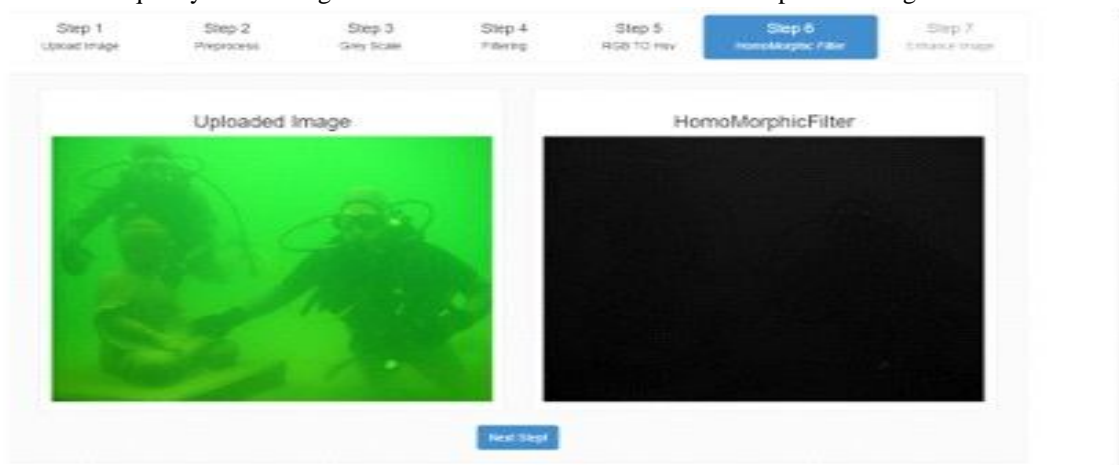 Step 1 Step 2 Step 3 Step 4 Step 5 Step 6 Step 7
Upload Image Preprocess Grey Scale Filtering RGB TO Hsv HomoMorphic Filter Enhance Image
Uploaded Image HomoMorphicFilter
Next Step!